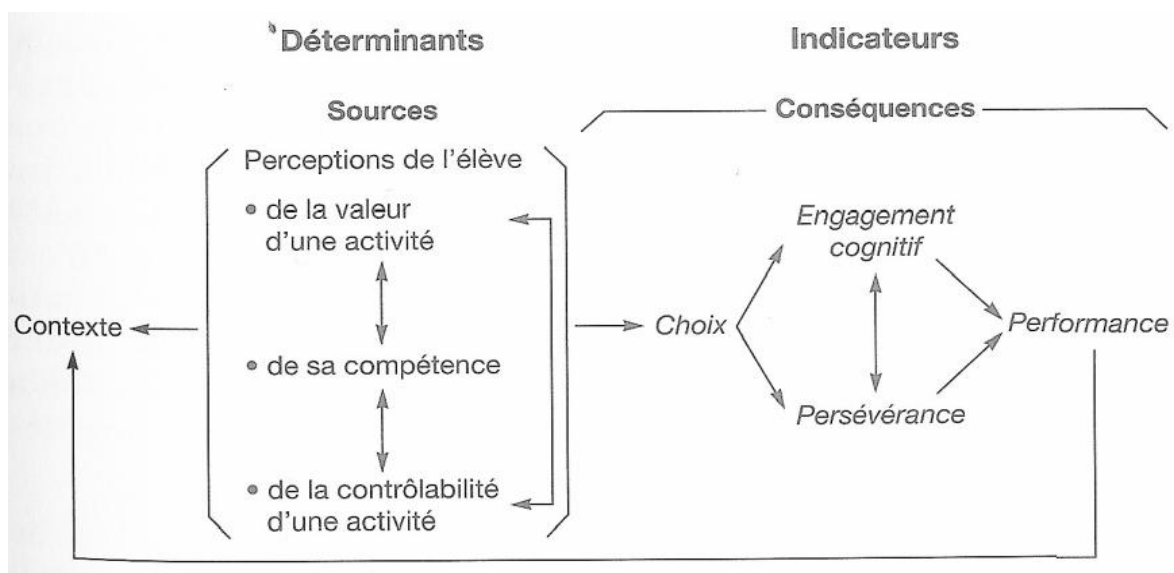 Déterminants
Indicateurs
Sources
Conséquences
Perceptions de l'élève
• de la valeur
d'une activité
Engagement
cognitif
Contexte
Choix
Performance
• de sa compétence
Persévérance
• de la contrôlabilité
d'une activité